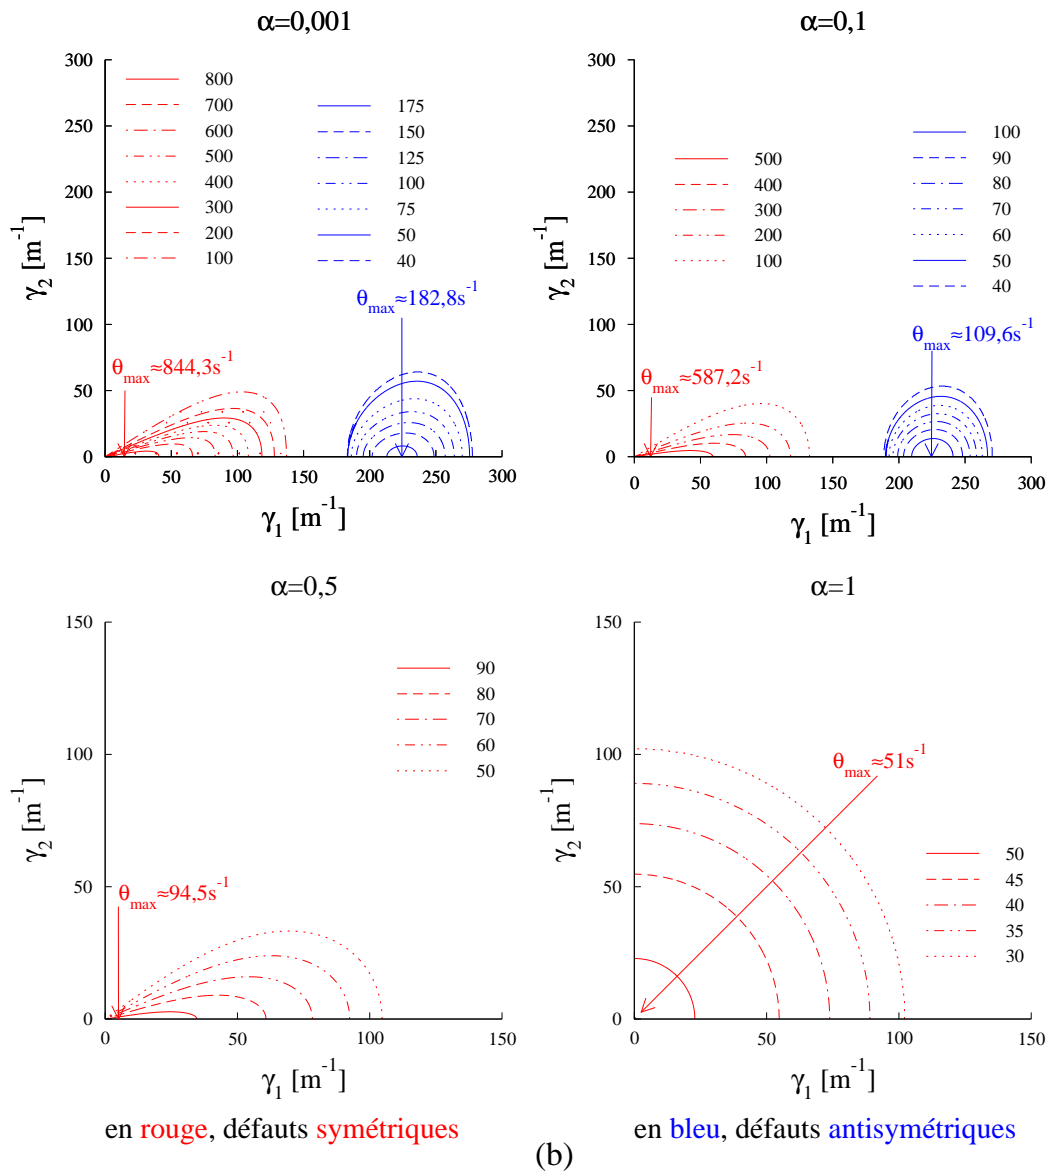 α=0,001
300
250
200
150
100
50
0
γ2 [m-1]
800
700
600
500
400
300
200
100
175
150
125
100
75
50
40
θmax≈844,3s-1
θmax≈182,8s-1
0 50 100 150 200 250 300
γ1 [m-1]
α=0,1
300
250
200
150
100
50
0
γ2 [m-1]
500
400
300
200
100
100
90
80
70
60
50
40
θmax≈587,2s-1
θmax≈109,6s-1
0 50 100 150 200 250 300
γ1 [m-1]
α=0,5
150
100
50
0
γ2 [m-1]
90
80
70
60
50
θmax≈94,5s-1
0 50 100 150
γ1 [m-1]
α=1
150
100
50
0
γ2 [m-1]
θmax≈51s-1
50
45
40
35
30
0 50 100 150
γ1 [m-1]
en rouge, défauts symétriques
en bleu, défauts antisymétriques
(b)